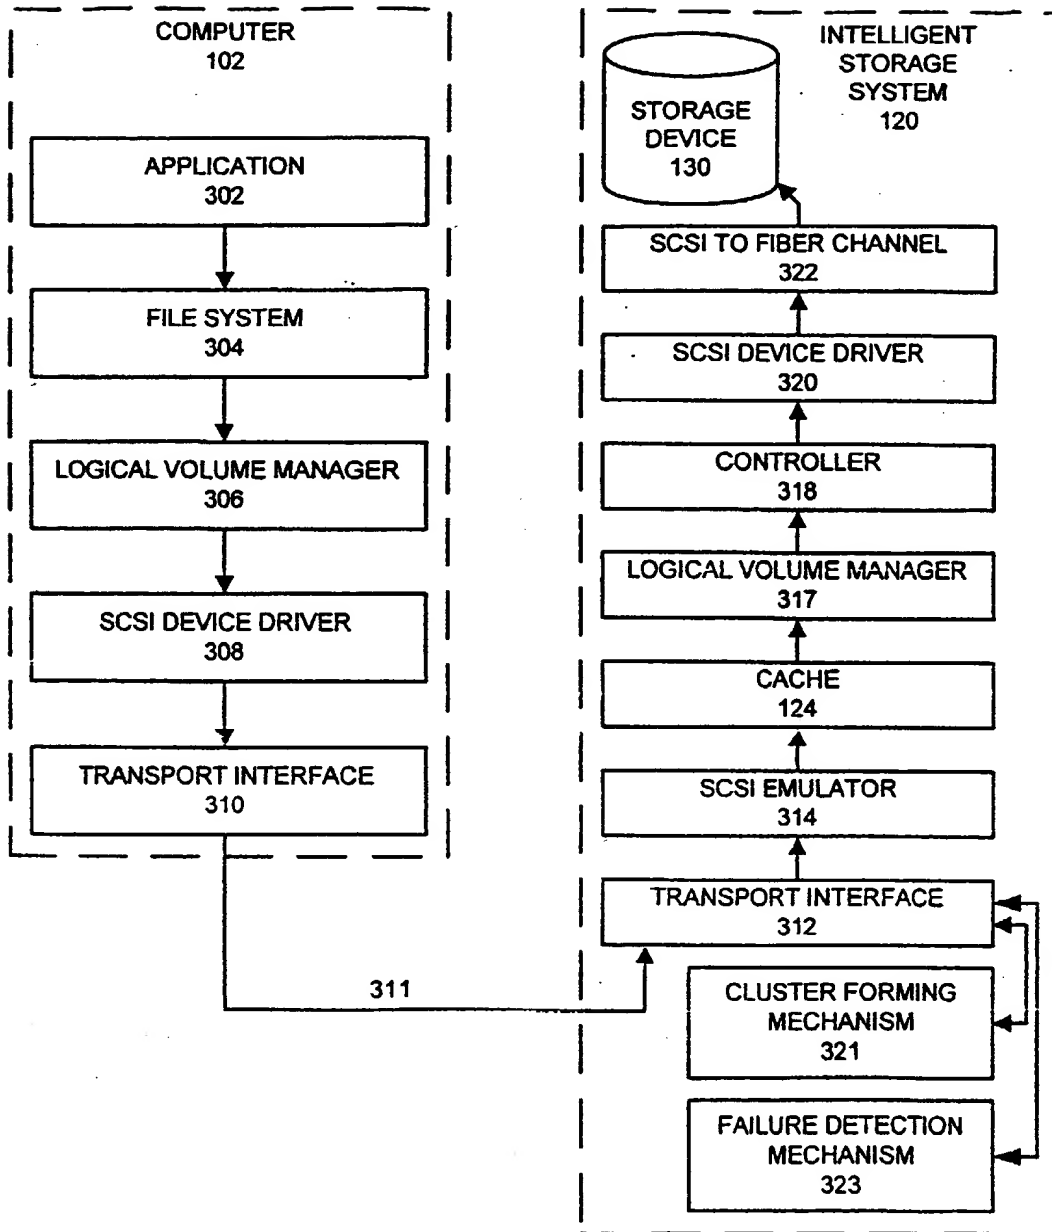 COMPUTER
102
APPLICATION
302
FILE SYSTEM
304
LOGICAL VOLUME MANAGER
306
SCSI DEVICE DRIVER
308
TRANSPORT INTERFACE
310
311
INTELLIGENT
STORAGE
SYSTEM
120
STORAGE
DEVICE
130
SCSI TO FIBER CHANNEL
322
SCSI DEVICE DRIVER
320
CONTROLLER
318
LOGICAL VOLUME MANAGER
317
CACHE
124
SCSI EMULATOR
314
TRANSPORT INTERFACE
312
CLUSTER FORMING
MECHANISM
321
FAILURE DETECTION
MECHANISM
323